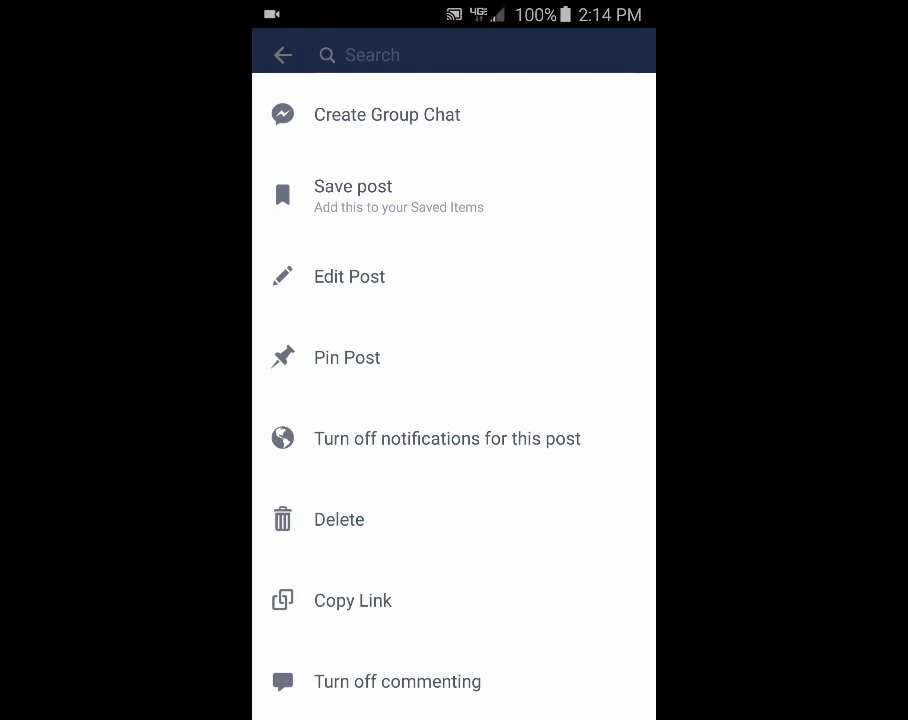 4G 100% 2:14 PM
Search
Create Group Chat
Save post
Add this to your Saved Items
Edit Post
Pin Post
Turn off notifications for this post
Delete
Copy Link
Turn off commenting